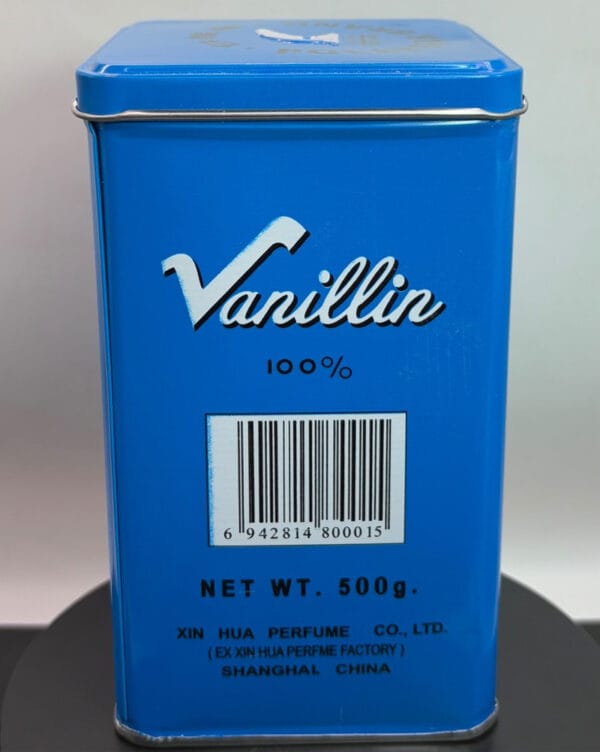 Vanillin
100%
6 942814 800015
NET WT. 500g.
XIN HUA PERFUME CO., LTD.
( EX XIN HUA PERFME FACTORY )
SHANGHAI, CHINA